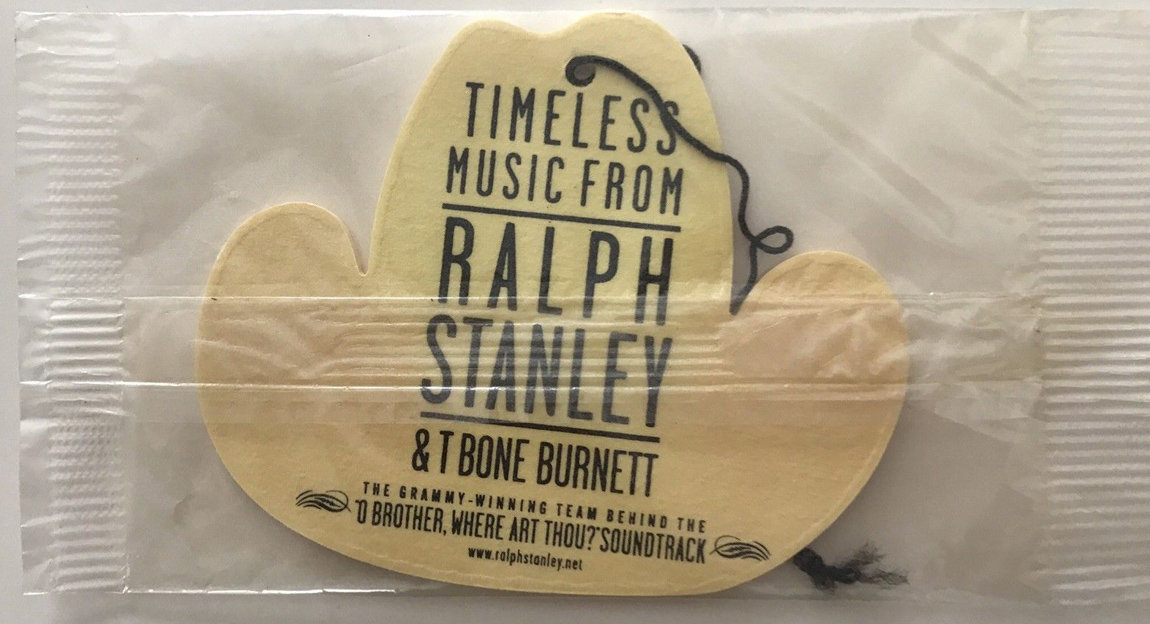 TIMELESS
MUSIC FROM
RALPH
STANLEY
& T BONE BURNETT
THE GRAMMY-WINNING TEAM BEHIND THE
"O BROTHER, WHERE ART THOU?" SOUNDTRACK
www.ralphstanley.net